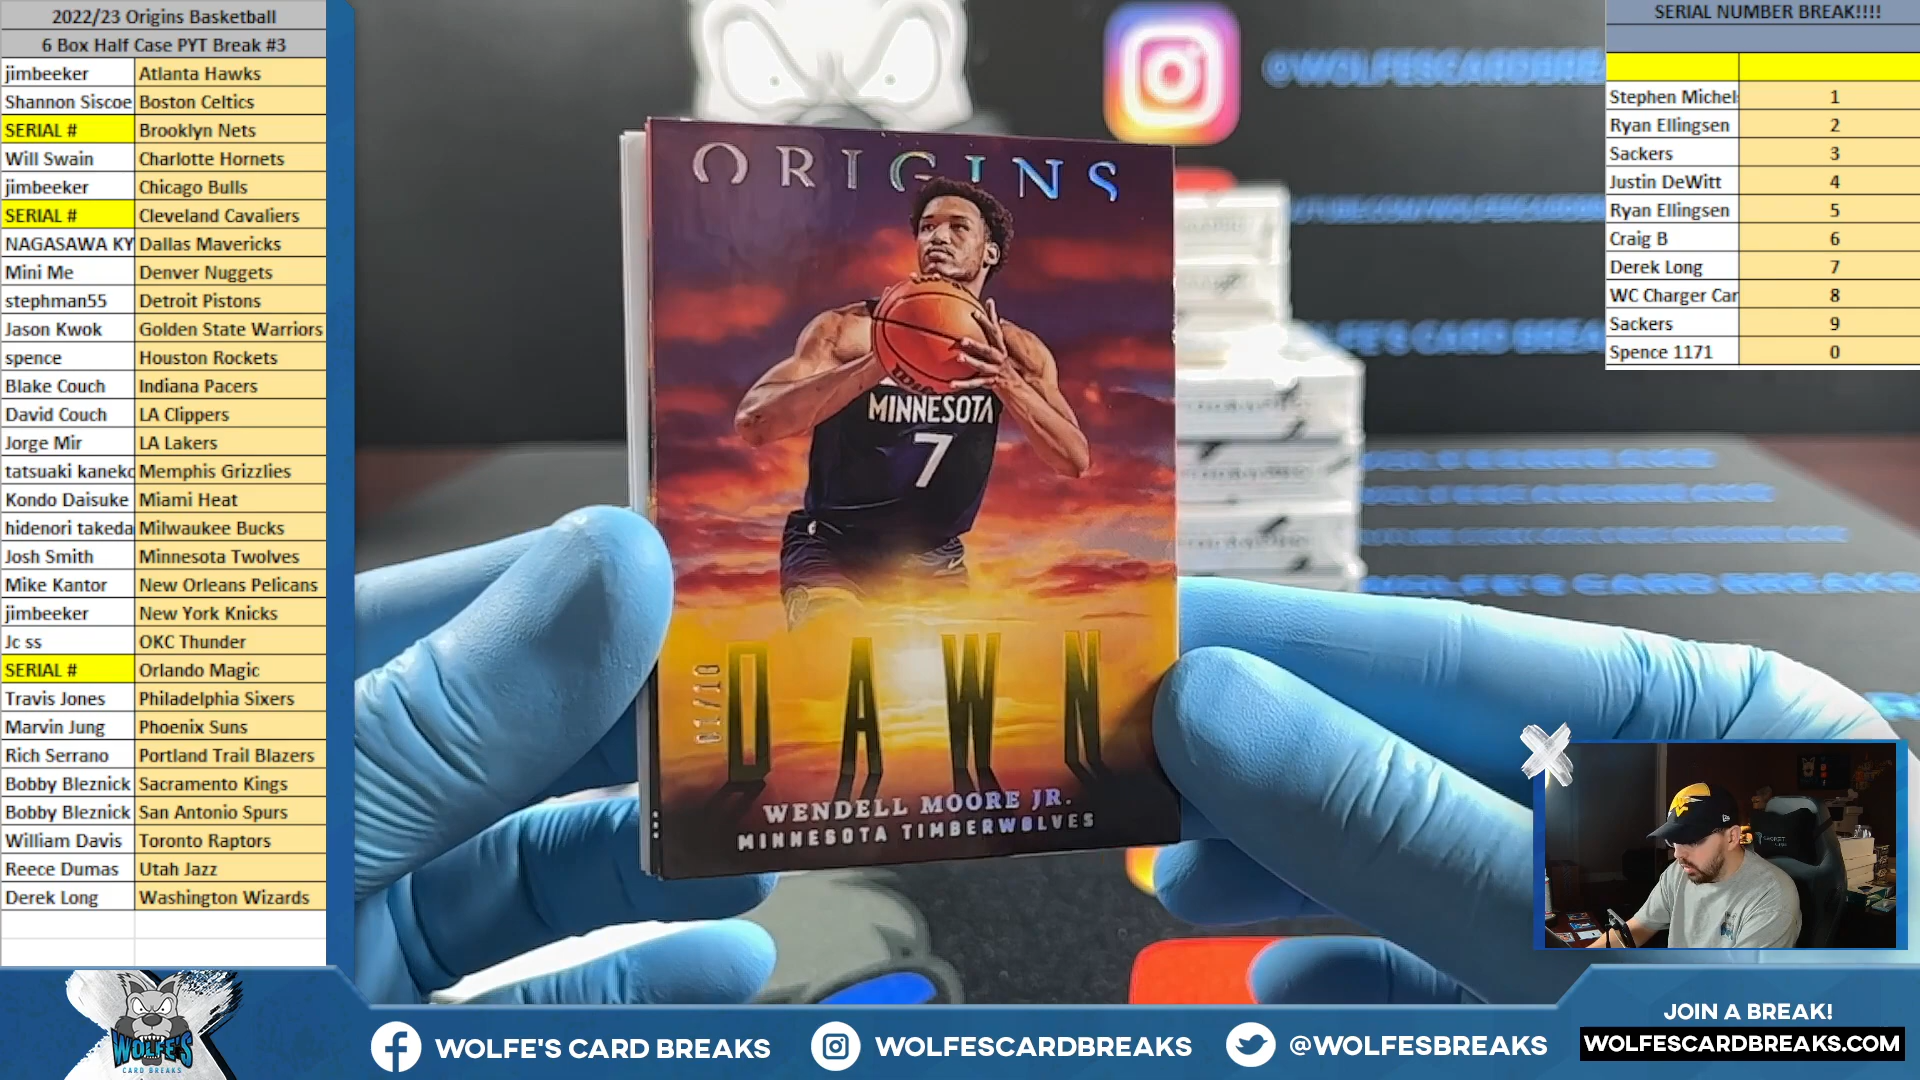 2022/23 Origins Basketball
6 Box Half Case PYT Break #3
jimbeeker Atlanta Hawks
Shannon Siscoe Boston Celtics
SERIAL # Brooklyn Nets
Will Swain Charlotte Hornets
jimbeeker Chicago Bulls
SERIAL # Cleveland Cavaliers
NAGASAWA KY Dallas Mavericks
Mini Me Denver Nuggets
stephman55 Detroit Pistons
Jason Kwok Golden State Warriors
spence Houston Rockets
Blake Couch Indiana Pacers
David Couch LA Clippers
Jorge Mir LA Lakers
tatsuaki kaneko Memphis Grizzlies
Kondo Daisuke Miami Heat
hidenori takeda Milwaukee Bucks
Josh Smith Minnesota Twolves
Mike Kantor New Orleans Pelicans
jimbeeker New York Knicks
Jc ss OKC Thunder
SERIAL # Orlando Magic
Travis Jones Philadelphia Sixers
Marvin Jung Phoenix Suns
Rich Serrano Portland Trail Blazers
Bobby Bleznick Sacramento Kings
Bobby Bleznick San Antonio Spurs
William Davis Toronto Raptors
Reece Dumas Utah Jazz
Derek Long Washington Wizards
@WOLFESCARDBREA
ORIGINS
MINNESOTA
7
01/10
DAWN
WENDELL MOORE JR.
MINNESOTA TIMBERWOLVES
WOLFE'S CARD BREAKS
SERIAL NUMBER BREAK!!!!
Stephen Michel 1
Ryan Ellingsen 2
Sackers 3
Justin DeWitt 4
Ryan Ellingsen 5
Craig B 6
Derek Long 7
WC Charger Car 8
Sackers 9
Spence 1171 0
WOLFE'S
CARD BREAKS
WOLFE'S CARD BREAKS
WOLFESCARDBREAKS
@WOLFESBREAKS
JOIN A BREAK!
WOLFESCARDBREAKS.COM